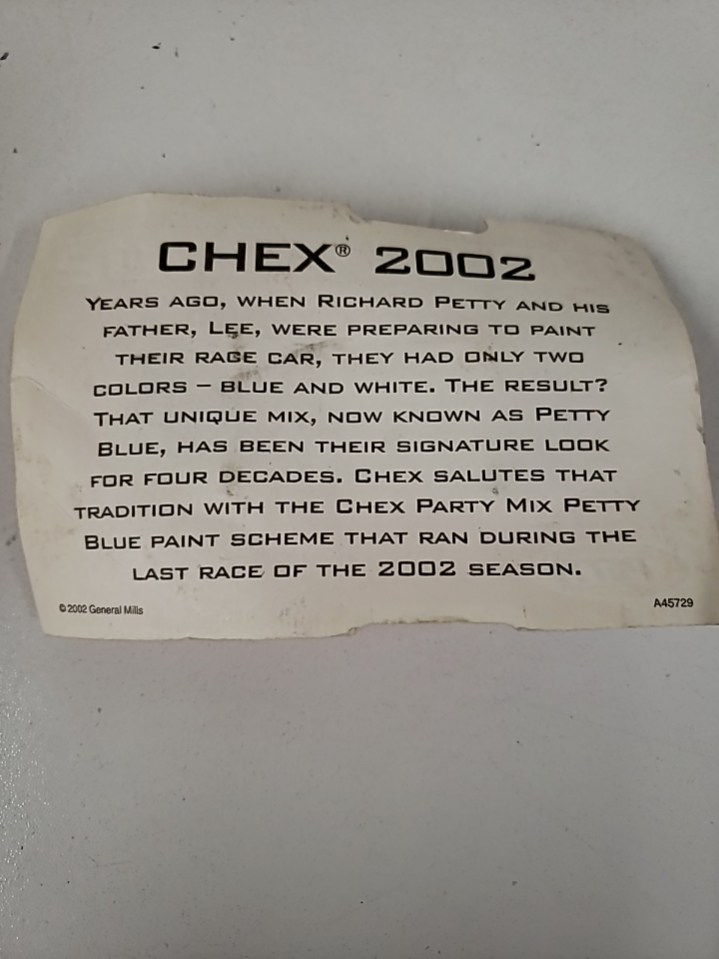 CHEX® 2002
YEARS AGO, WHEN RICHARD PETTY AND HIS
FATHER, LEE, WERE PREPARING TO PAINT
THEIR RACE CAR, THEY HAD ONLY TWO
COLORS – BLUE AND WHITE. THE RESULT?
THAT UNIQUE MIX, NOW KNOWN AS PETTY
BLUE, HAS BEEN THEIR SIGNATURE LOOK
FOR FOUR DECADES. CHEX SALUTES THAT
TRADITION WITH THE CHEX PARTY MIX PETTY
BLUE PAINT SCHEME THAT RAN DURING THE
LAST RACE OF THE 2002 SEASON.
© 2002 General Mills
A45729